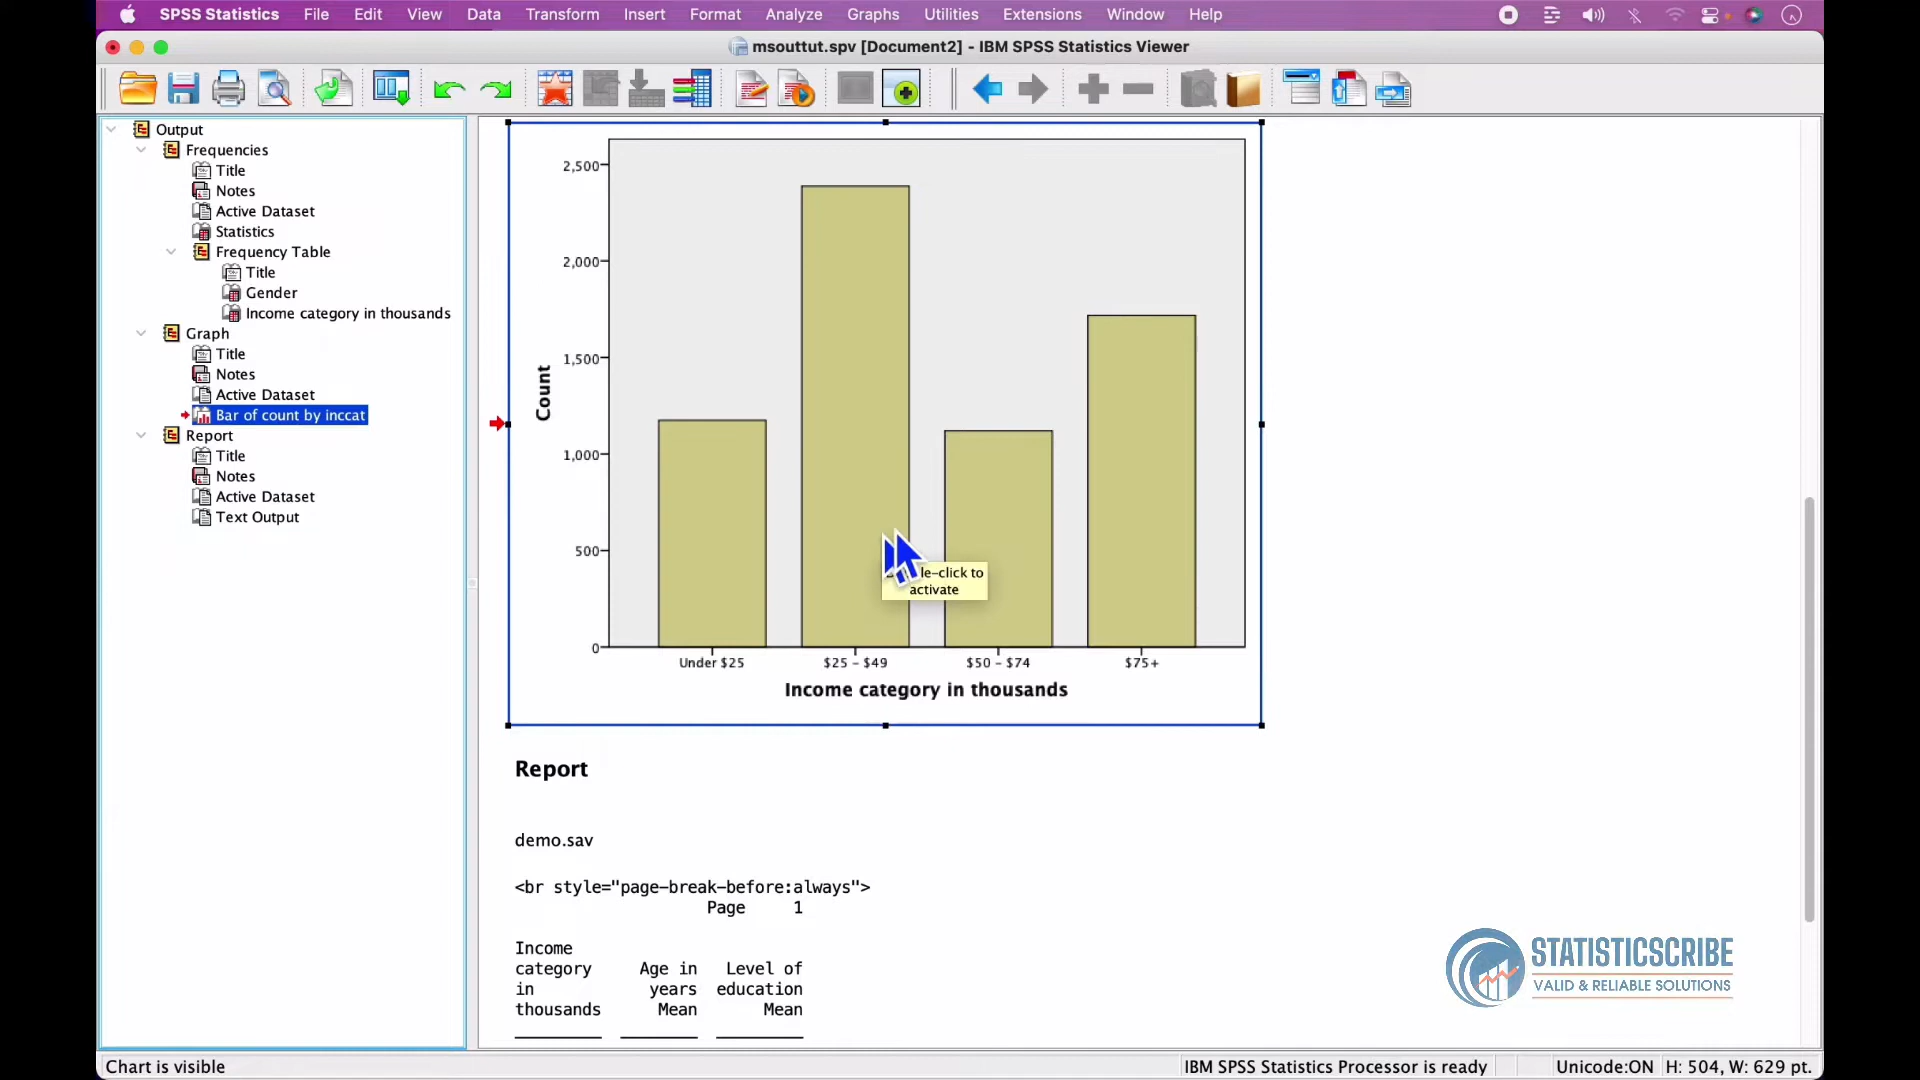 SPSS Statistics File Edit View Data Transform Insert Format Analyze Graphs Utilities Extensions Window Help
msouttut.spv [Document2] - IBM SPSS Statistics Viewer
Output
Frequencies
Title
Notes
Active Dataset
Statistics
Frequency Table
Title
Gender
Income category in thousands
Graph
Title
Notes
Active Dataset
Bar of count by inccat
Report
Title
Notes
Active Dataset
Text Output
2,500
2,000
1,500
1,000
500
0
Count
Under $25 $25 - $49 $50 - $74 $75+
Income category in thousands
le-click to
activate
Report
demo.sav
<br style="page-break-before:always">
Page 1
Income
category Age in Level of
in years education
thousands Mean Mean
STATISTICSCRIBE
VALID & RELIABLE SOLUTIONS
Chart is visible IBM SPSS Statistics Processor is ready Unicode:ON H: 504, W: 629 pt.